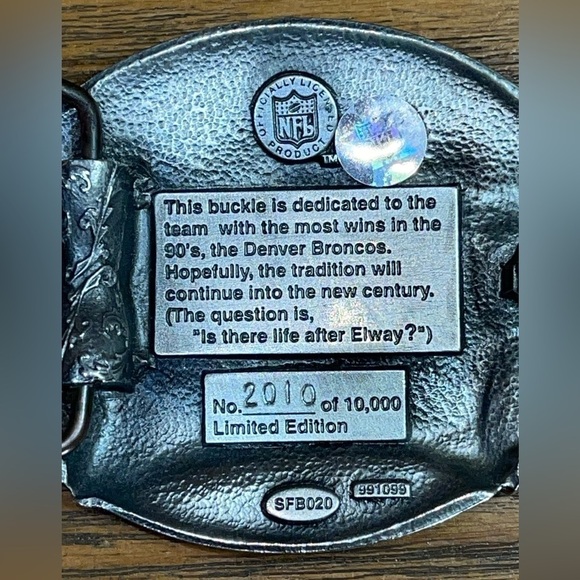 OFFICIALLY LICENSED
NFL
PRODUCT
TM
This buckle is dedicated to the
team with the most wins in the
90's, the Denver Broncos.
Hopefully, the tradition will
continue into the new century.
(The question is,
"Is there life after Elway?")
No. 2010 of 10,000
Limited Edition
SFB020
991099